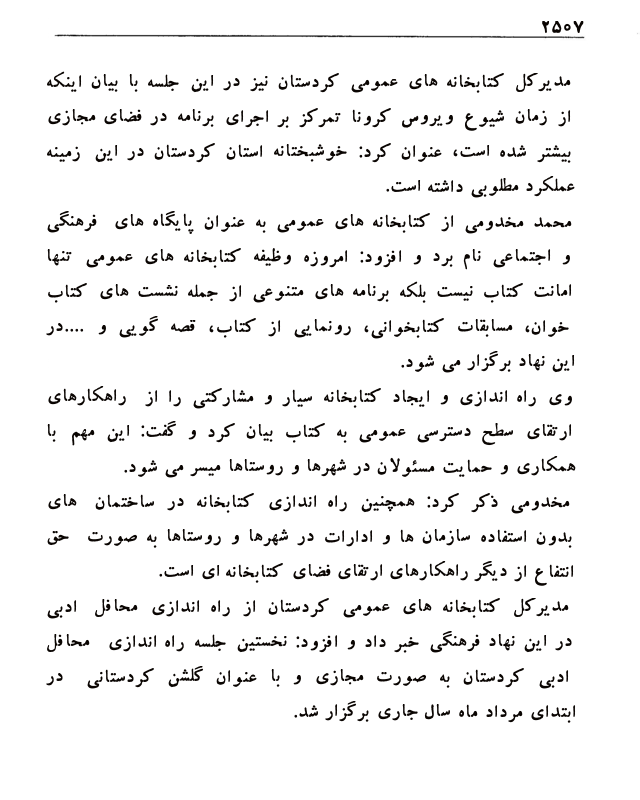 ۲۵۰۷
مدیرکل کتابخانه های عمومی کردستان نیز در این جلسه با بیان اینکه
از زمان شیوع ویروس کرونا تمرکز بر اجرای برنامه در فضای مجازی
بیشتر شده است، عنوان کرد: خوشبختانه استان کردستان در این زمینه
عملکرد مطلوبی داشته است.
محمد مخدومی از کتابخانه های عمومی به عنوان پایگاه های فرهنگی
و اجتماعی نام برد و افزود: امروزه وظیفه کتابخانه های عمومی تنها
امانت کتاب نیست بلکه برنامه های متنوعی از جمله نشست های کتاب
خوان، مسابقات کتابخوانی، رونمایی از کتاب، قصه گویی و ....در
این نهاد برگزار می شود.
وی راه اندازی و ایجاد کتابخانه سیار و مشارکتی را از راهکارهای
ارتقای سطح دسترسی عمومی به کتاب بیان کرد و گفت: این مهم با
همکاری و حمایت مسئولان در شهرها و روستاها میسر می شود.
مخدومی ذکر کرد: همچنین راه اندازی کتابخانه در ساختمان های
بدون استفاده سازمان ها و ادارات در شهرها و روستاها به صورت حق
انتفاع از دیگر راهکارهای ارتقای فضای کتابخانه ای است.
مدیرکل کتابخانه های عمومی کردستان از راه اندازی محافل ادبی
در این نهاد فرهنگی خبر داد و افزود: نخستین جلسه راه اندازی محافل
ادبی کردستان به صورت مجازی و با عنوان گلشن کردستانی در
ابتدای مرداد ماه سال جاری برگزار شد.